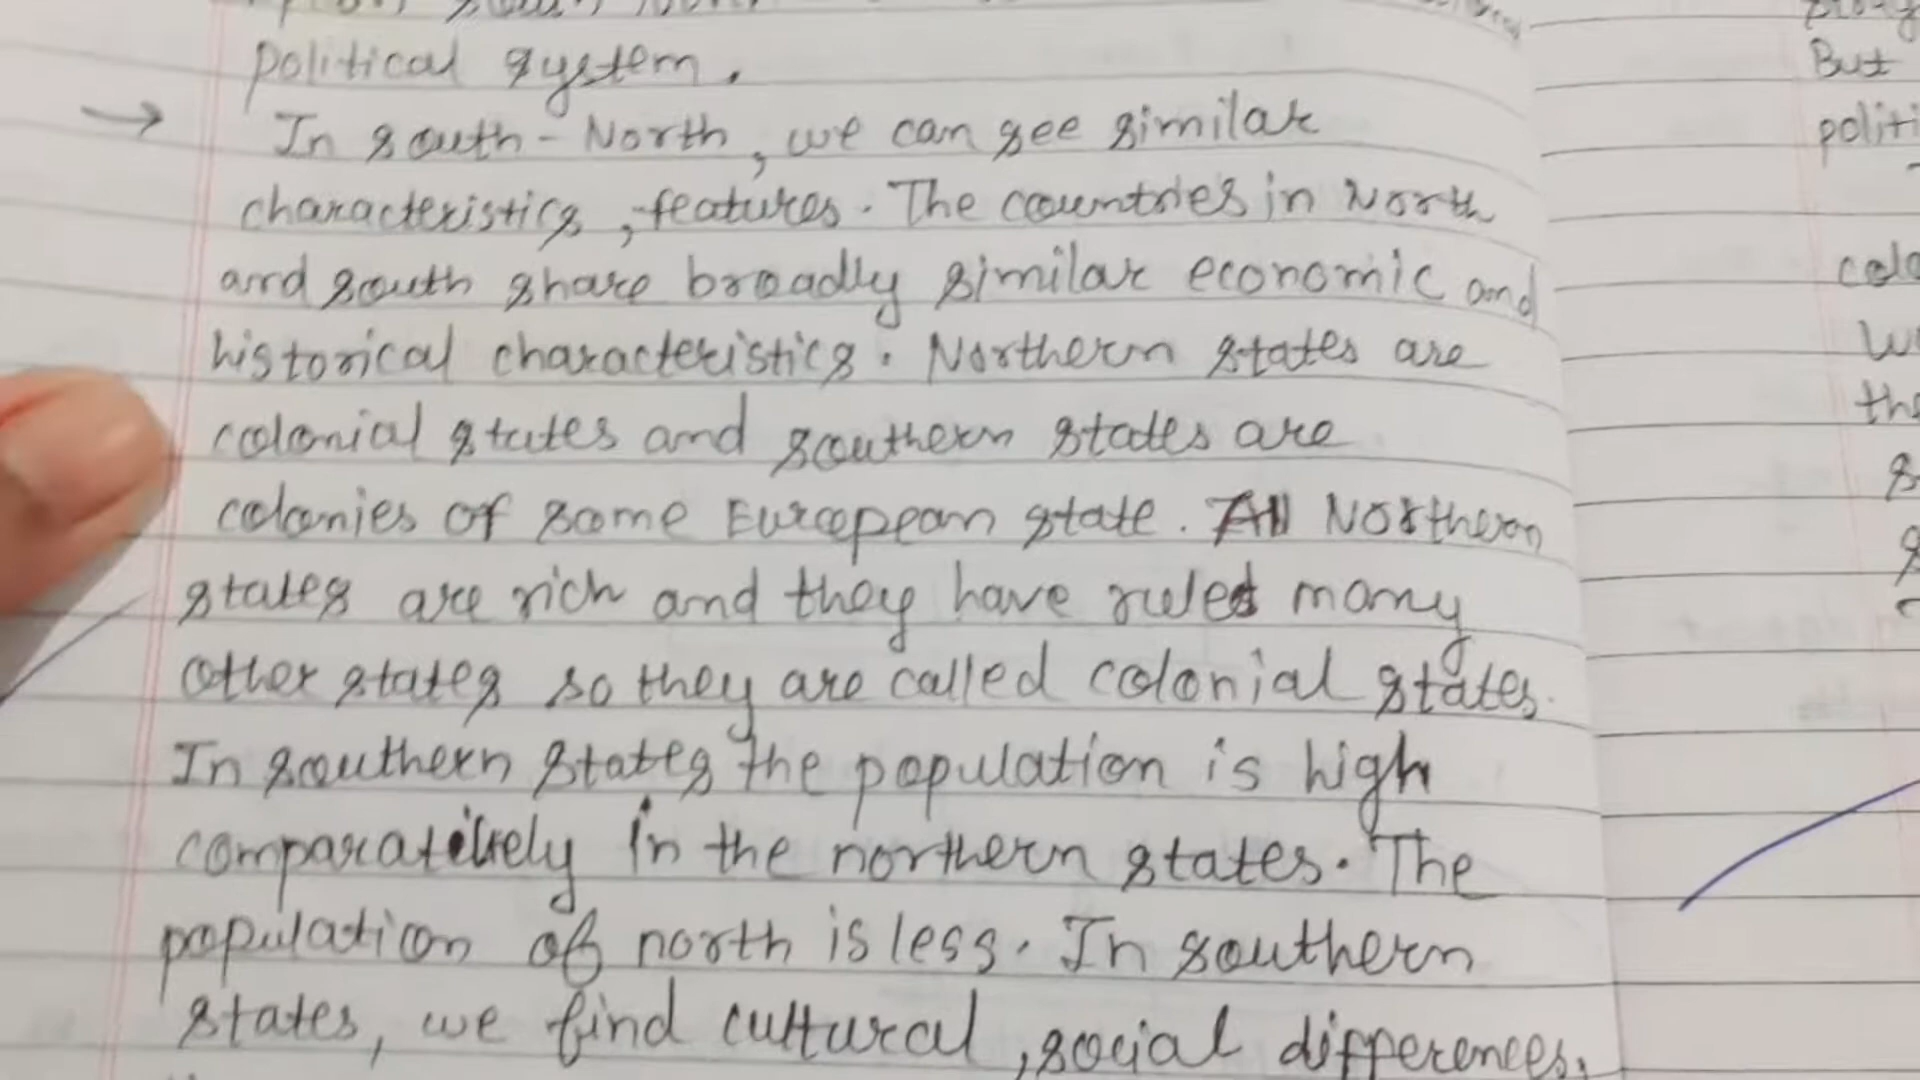 political system.
→ In south - North, we can see similar
characteristics, features. The countries in North
and south share broadly similar economic and
historical characteristics. Northern states are
colonial states and southern states are
colonies of some European state. All Northern
states are rich and they have ruled many
other states so they are called colonial states.
In southern states the population is high
comparatively in the northern states. The
population of north is less. In southern
states, we find cultural, social differences.
But
politi
colo
the